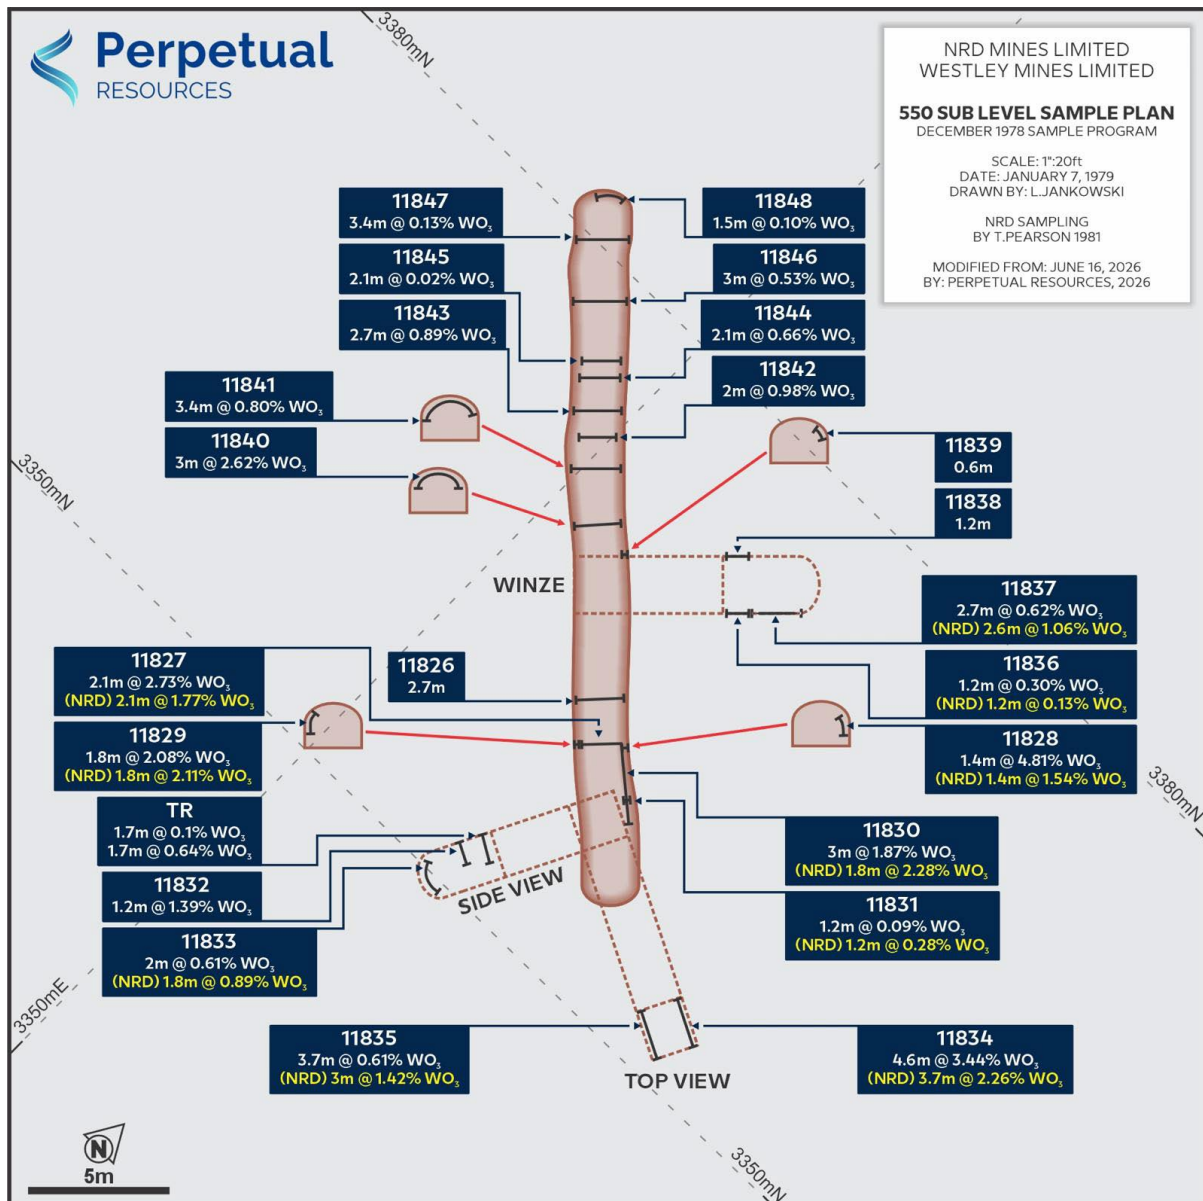 Perpetual
RESOURCES
3380mN
NRD MINES LIMITED
WESTLEY MINES LIMITED
550 SUB LEVEL SAMPLE PLAN
DECEMBER 1978 SAMPLE PROGRAM
SCALE: 1":20ft
DATE: JANUARY 7, 1979
DRAWN BY: L.JANKOWSKI
NRD SAMPLING
BY T.PEARSON 1981
MODIFIED FROM: JUNE 16, 2026
BY: PERPETUAL RESOURCES, 2026
11847
3.4m @ 0.13% WO₃
11848
1.5m @ 0.10% WO₃
11845
2.1m @ 0.02% WO₃
11846
3m @ 0.53% WO₃
11843
2.7m @ 0.89% WO₃
11844
2.1m @ 0.66% WO₃
11842
2m @ 0.98% WO₃
11841
3.4m @ 0.80% WO₃
11840
3m @ 2.62% WO₃
11839
0.6m
11838
1.2m
3350mN
WINZE
11837
2.7m @ 0.62% WO₃
(NRD) 2.6m @ 1.06% WO₃
11827
2.1m @ 2.73% WO₃
(NRD) 2.1m @ 1.77% WO₃
11826
2.7m
11836
1.2m @ 0.30% WO₃
(NRD) 1.2m @ 0.13% WO₃
11829
1.8m @ 2.08% WO₃
(NRD) 1.8m @ 2.11% WO₃
11828
1.4m @ 4.81% WO₃
(NRD) 1.4m @ 1.54% WO₃
3380mN
TR
1.7m @ 0.1% WO₃
1.7m @ 0.64% WO₃
11830
3m @ 1.87% WO₃
(NRD) 1.8m @ 2.28% WO₃
11832
1.2m @ 1.39% WO₃
SIDE VIEW
11831
1.2m @ 0.09% WO₃
(NRD) 1.2m @ 0.28% WO₃
11833
2m @ 0.61% WO₃
(NRD) 1.8m @ 0.89% WO₃
3350mE
11835
3.7m @ 0.61% WO₃
(NRD) 3m @ 1.42% WO₃
11834
4.6m @ 3.44% WO₃
(NRD) 3.7m @ 2.26% WO₃
TOP VIEW
N
5m
3350mN